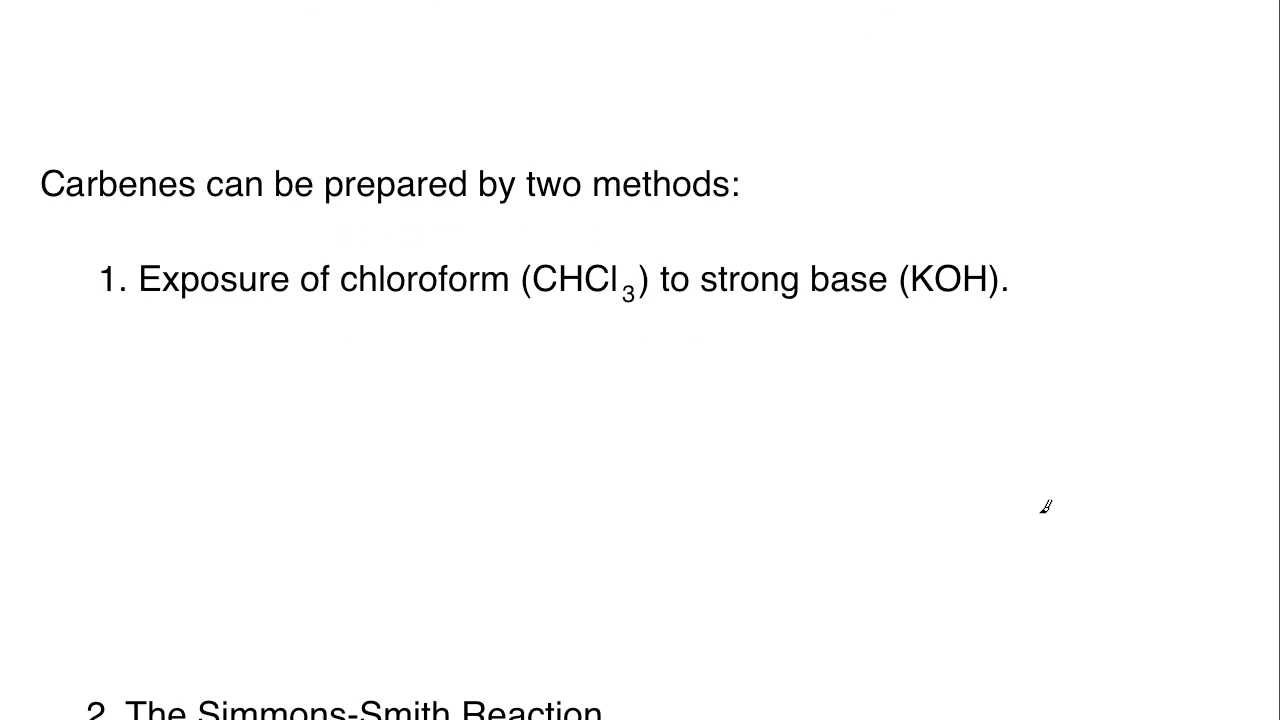 Carbenes can be prepared by two methods:
1. Exposure of chloroform (CHCl₃) to strong base (KOH).
2. The Simmons-Smith Reaction